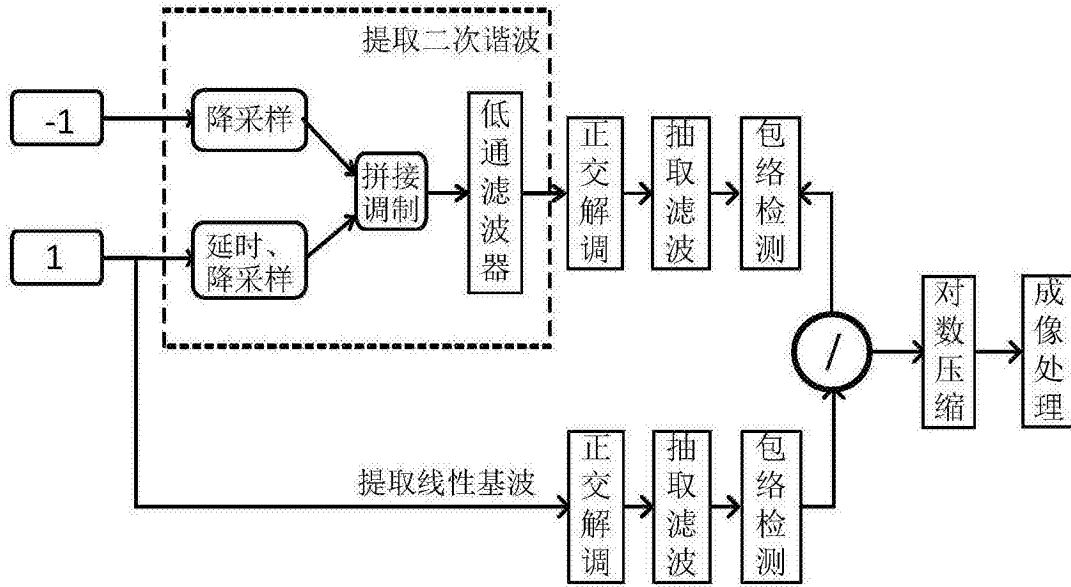 提取二次谐波
-1
降采样
拼接
调制
低通滤波器
正交解调
抽取滤波
包络检测
1
延时、
降采样
/
对数压缩
成像处理
提取线性基波
正交解调
抽取滤波
包络检测